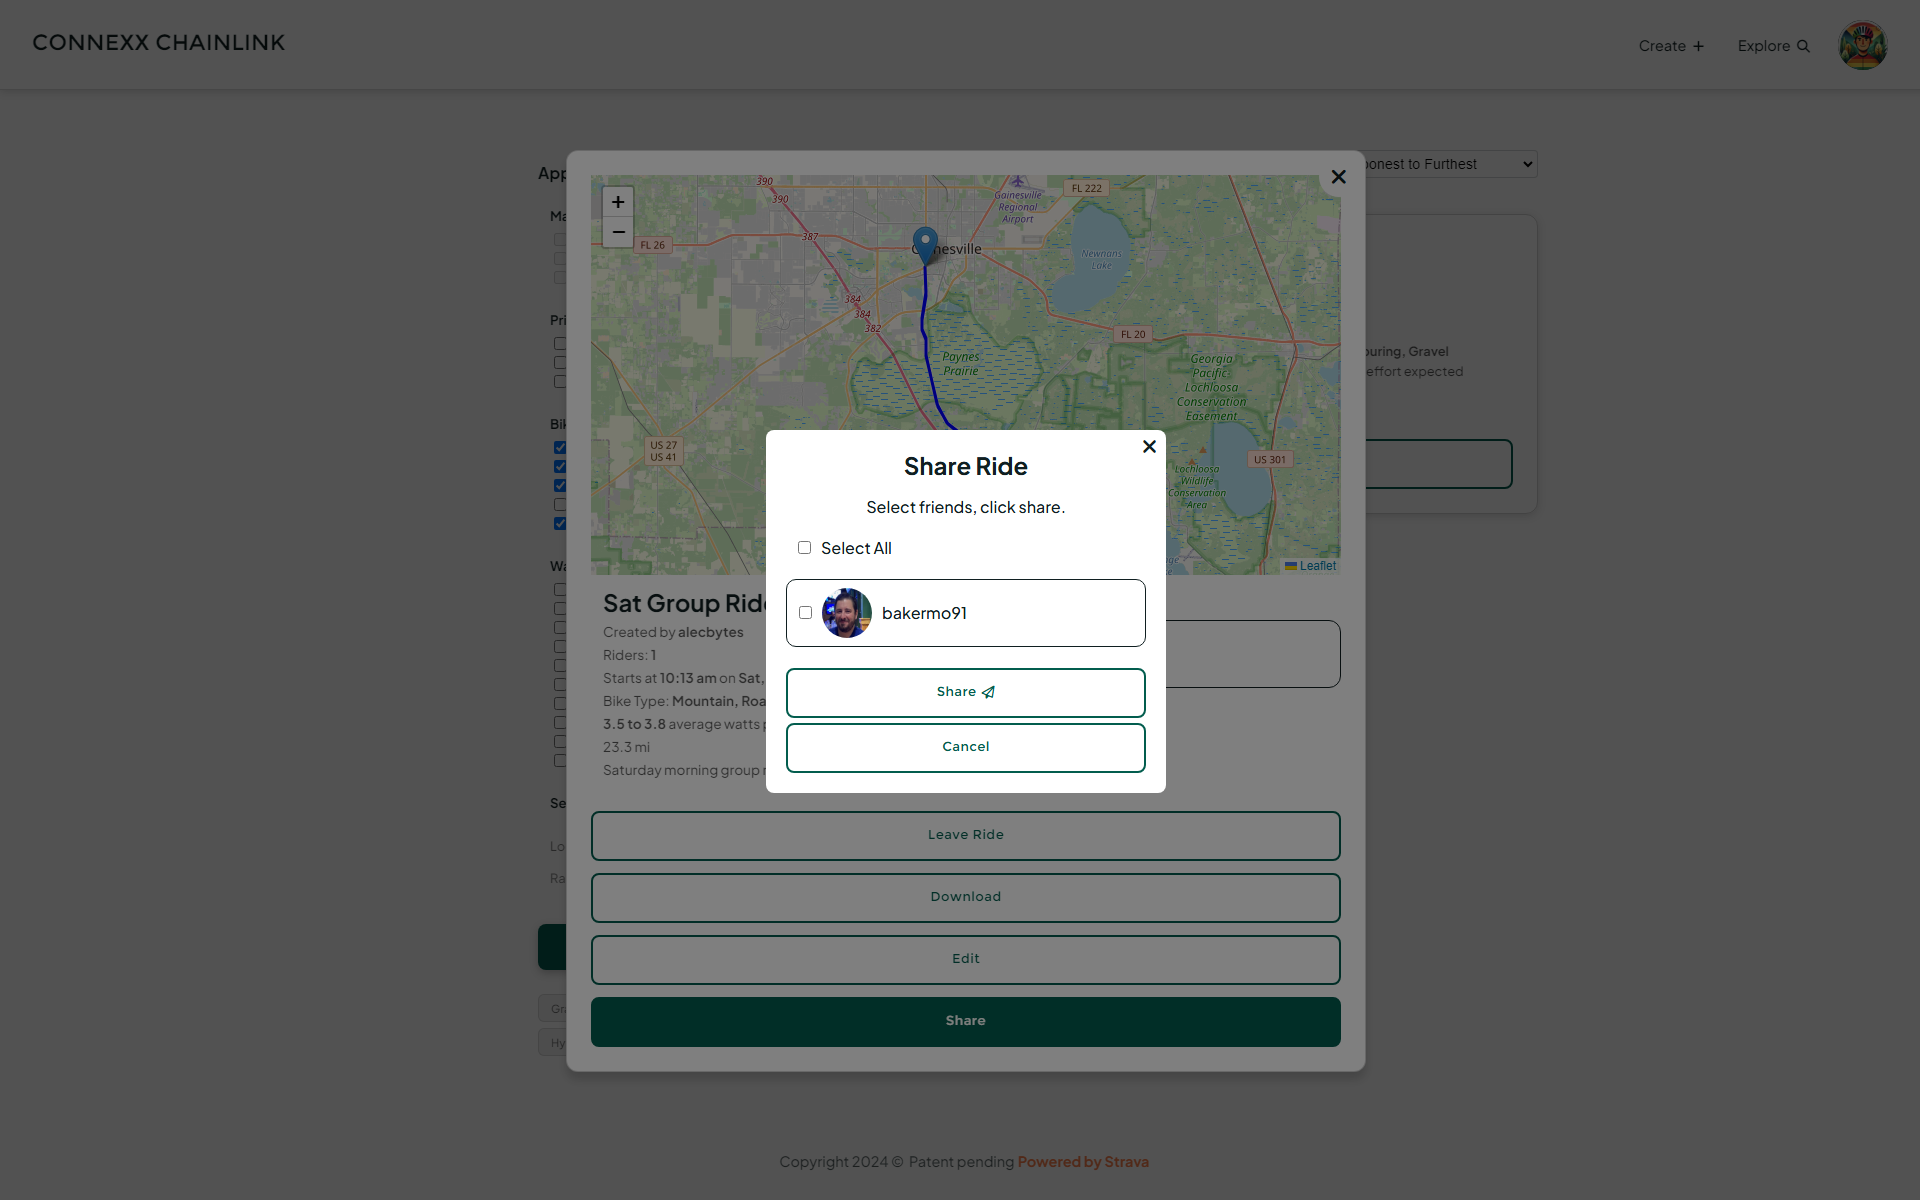 CONNEXX CHAINLINK
Create
Explore
App
onest to Furthest
Ma
Pri
Bik
Wa
Se
Lo
Ra
Gr
Hy
ouring, Gravel
effort expected
+
−
390
390
387
FL 26
Gainesville
Regional
Airport
FL 222
Newnans
Lake
nesville
384
384
382
FL 20
Paynes
Prairie
Georgia
Pacific-
Lochloosa
Conservation
Easement
US 27
US 41
US 301
Lochloosa
Wildlife
Conservation
Area
Leaflet
Share Ride
Select friends, click share.
Select All
bakermo91
Share
Cancel
Sat Group Rid
Created by alecbytes
Riders: 1
Starts at 10:13 am on Sat,
Bike Type: Mountain, Roa
3.5 to 3.8 average watts p
23.3 mi
Saturday morning group r
Leave Ride
Download
Edit
Share
Copyright 2024 © Patent pending Powered by Strava